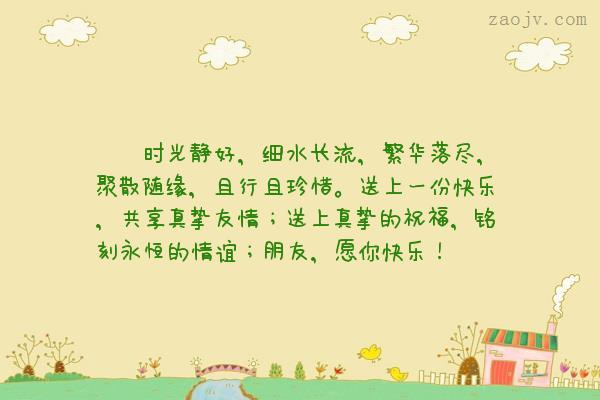 zaojv.com
时光静好，细水长流，繁华落尽，
聚散随缘，且行且珍惜。送上一份快乐
，共享真挚友情；送上真挚的祝福，铭
刻永恒的情谊；朋友，愿你快乐！